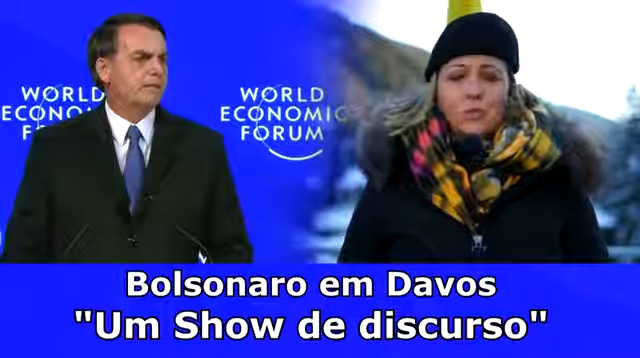 WORLD
ECONOMIC
FORUM
WORLD
ECONOMIC
FORUM
Bolsonaro em Davos
"Um Show de discurso"